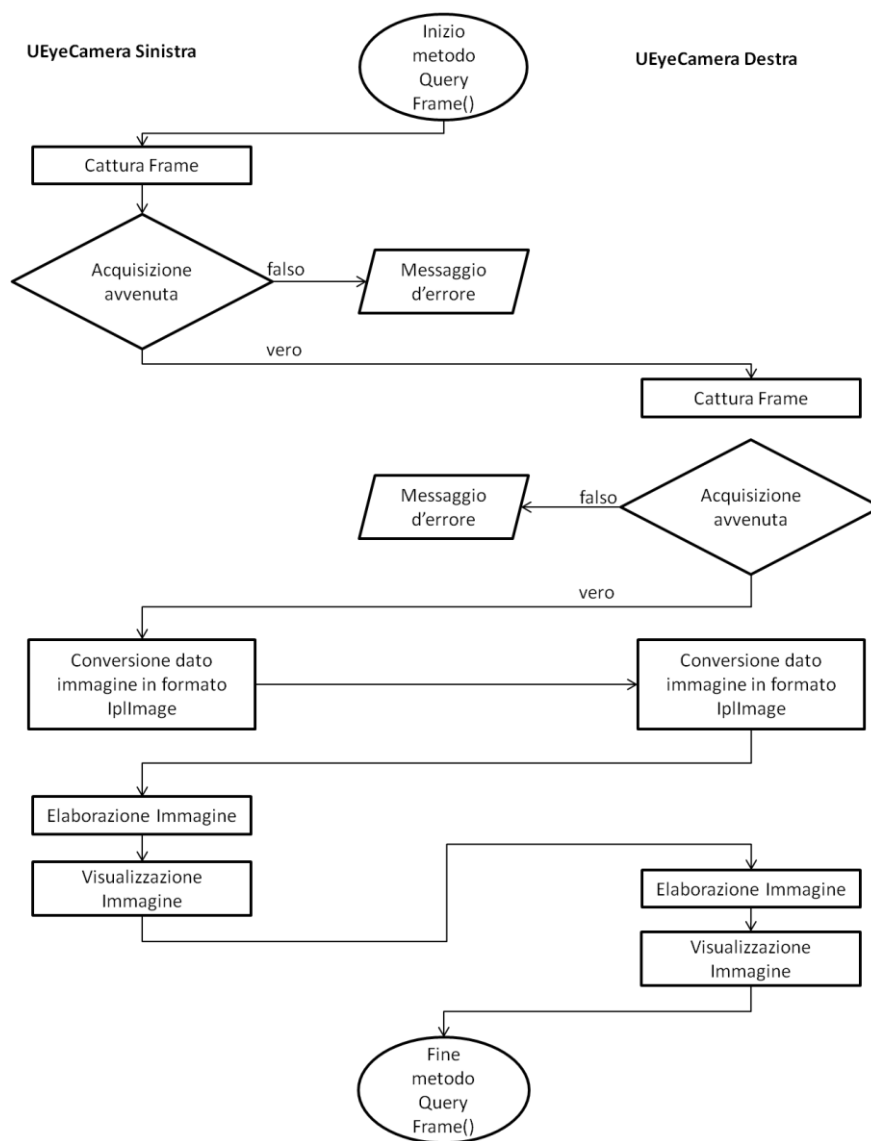 UEyeCamera Sinistra
Inizio
metodo
Query
Frame()
UEyeCamera Destra
Cattura Frame
Acquisizione
avvenuta
falso
Messaggio
d'errore
vero
Cattura Frame
Messaggio
d'errore
falso
Acquisizione
avvenuta
vero
Conversione dato
immagine in formato
IplImage
Conversione dato
immagine in formato
IplImage
Elaborazione Immagine
Visualizzazione
Immagine
Elaborazione Immagine
Visualizzazione
Immagine
Fine
metodo
Query
Frame()